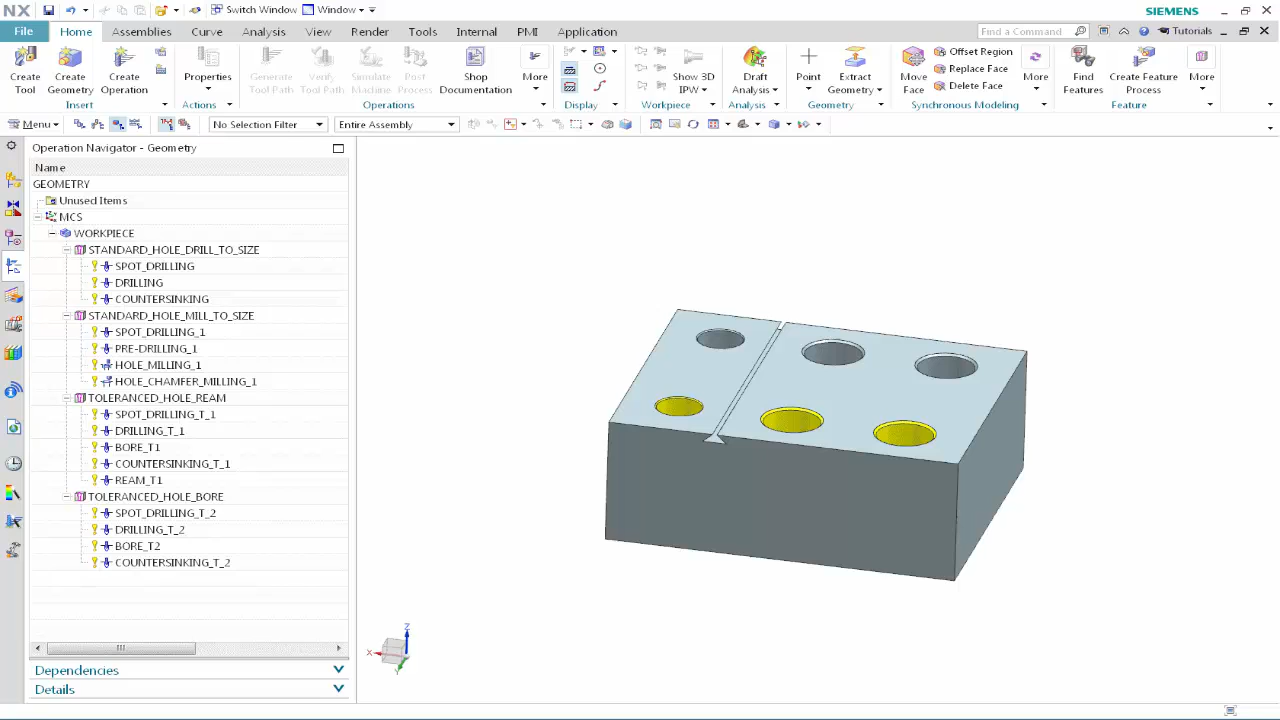 NX Switch Window Window SIEMENS
File Home Assemblies Curve Analysis View Render Tools Internal PMI Application Find a Command Tutorials
Create Tool
Create Geometry
Create Operation
Insert
Properties
Actions
Generate Tool Path
Verify Tool Path
Simulate Machine
Post Process
Shop Documentation
More
Operations
Display
Show 3D IPW
Workpiece
Draft Analysis
Analysis
Point
Extract Geometry
Geometry
Move Face
Offset Region
Replace Face
Delete Face
More
Synchronous Modeling
Find Features
Create Feature Process
More
Feature
Menu No Selection Filter Entire Assembly
Operation Navigator - Geometry
Name
GEOMETRY
Unused Items
MCS
WORKPIECE
STANDARD_HOLE_DRILL_TO_SIZE
SPOT_DRILLING
DRILLING
COUNTERSINKING
STANDARD_HOLE_MILL_TO_SIZE
SPOT_DRILLING_1
PRE-DRILLING_1
HOLE_MILLING_1
HOLE_CHAMFER_MILLING_1
TOLERANCED_HOLE_REAM
SPOT_DRILLING_T_1
DRILLING_T_1
BORE_T1
COUNTERSINKING_T_1
REAM_T1
TOLERANCED_HOLE_BORE
SPOT_DRILLING_T_2
DRILLING_T_2
BORE_T2
COUNTERSINKING_T_2
Dependencies
Details
Z
X
Y